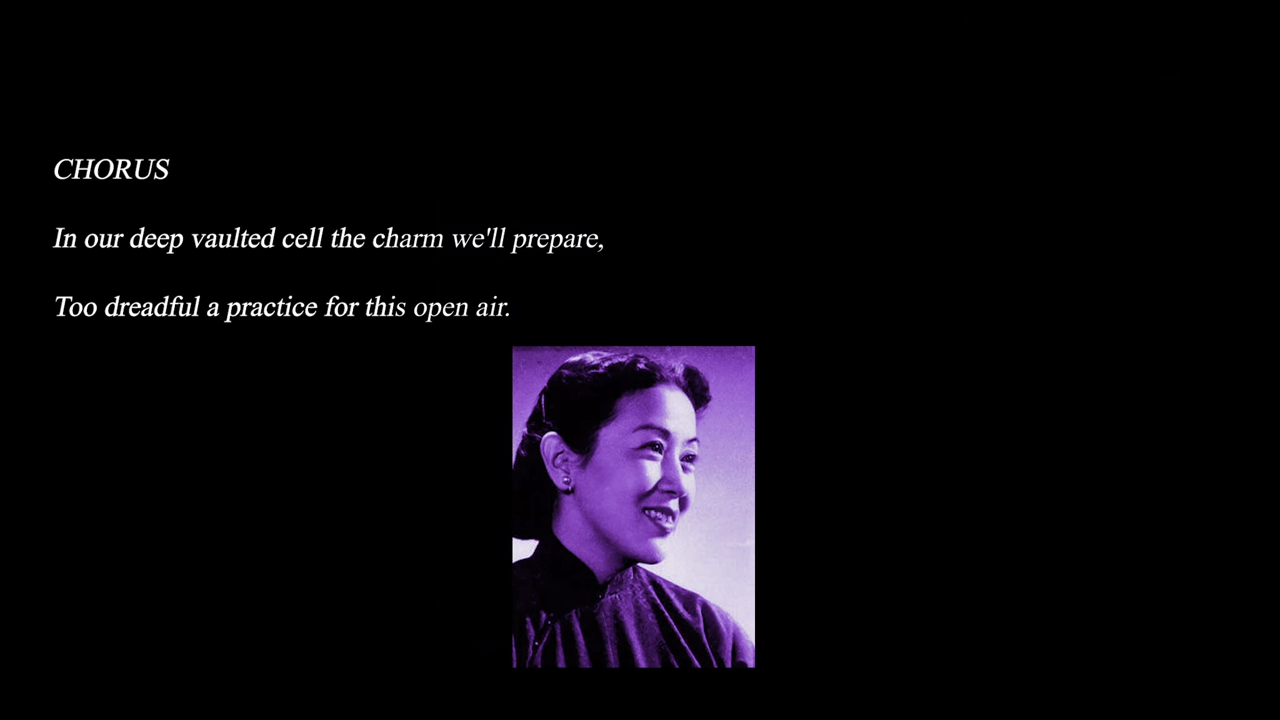 CHORUS
In our deep vaulted cell the charm we'll prepare,
Too dreadful a practice for this open air.